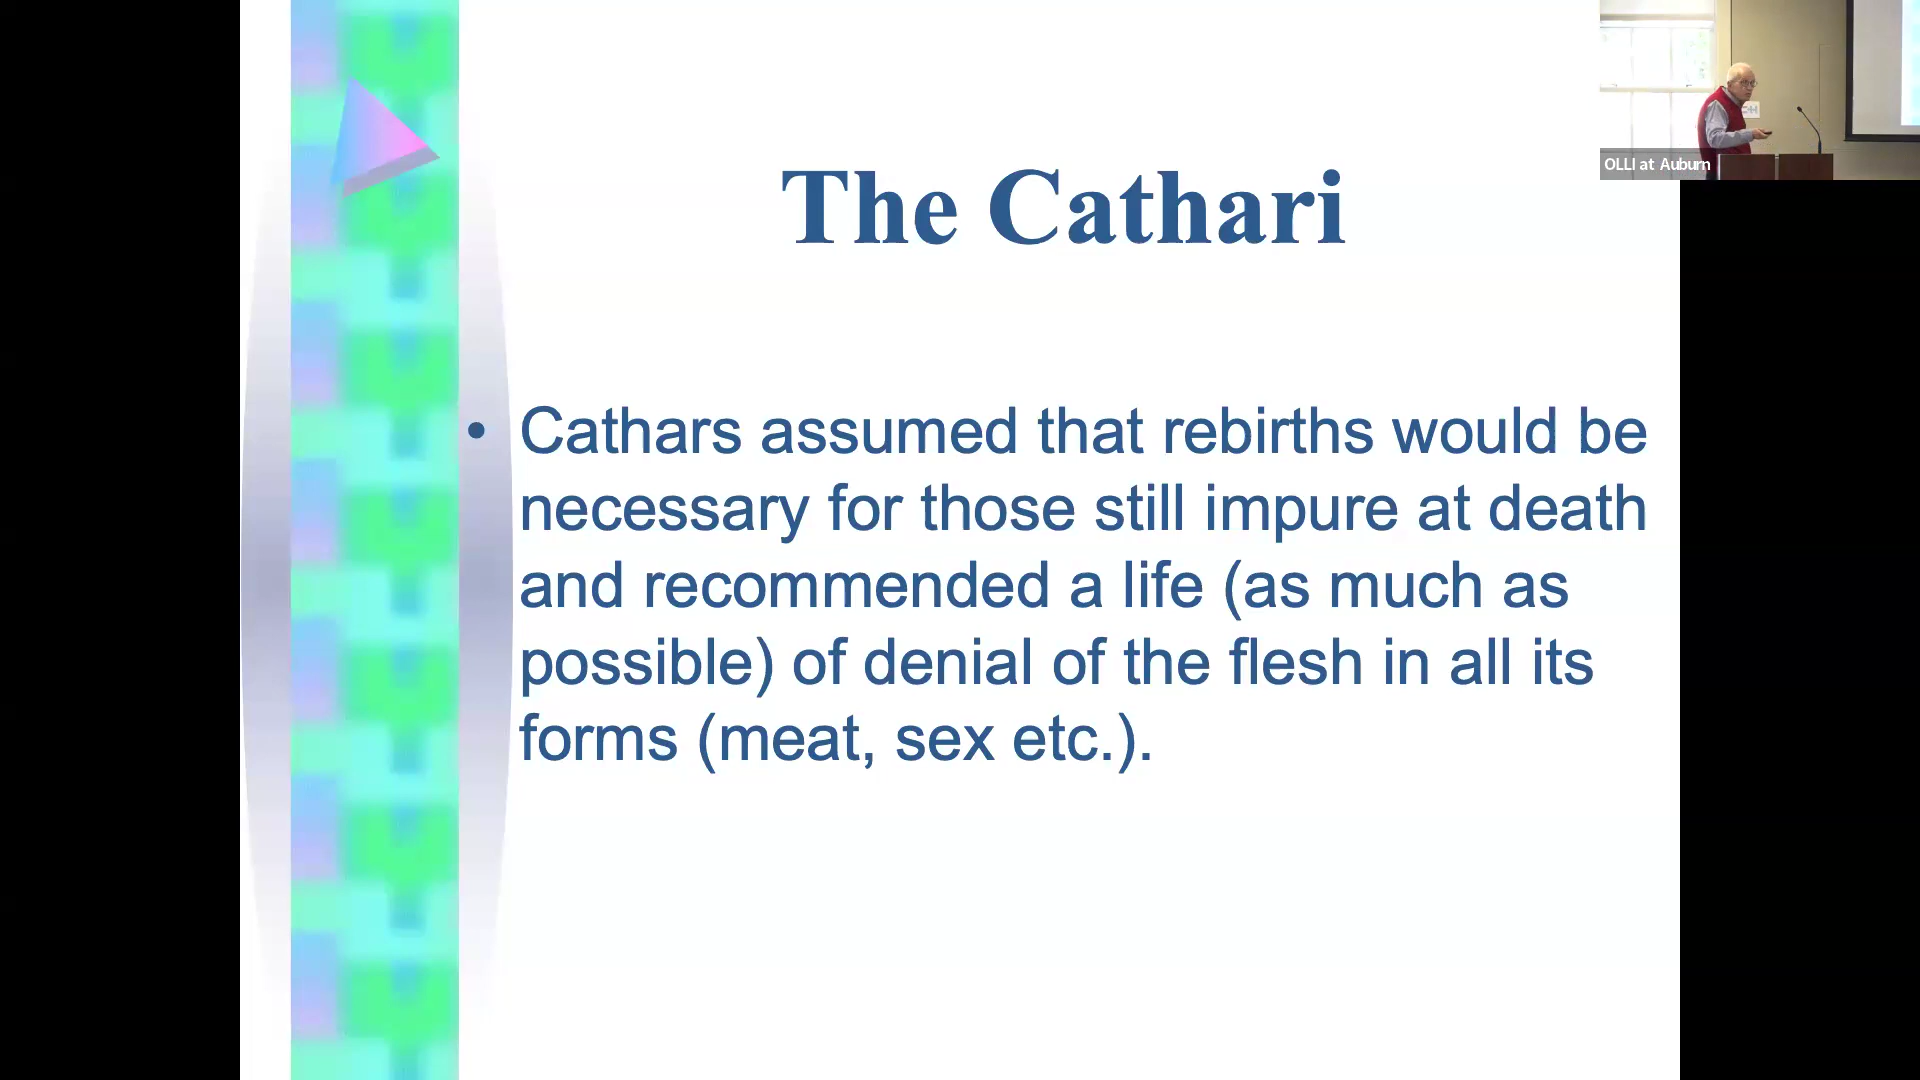 The Cathari
• Cathars assumed that rebirths would be
necessary for those still impure at death
and recommended a life (as much as
possible) of denial of the flesh in all its
forms (meat, sex etc.).
OLLI at Auburn